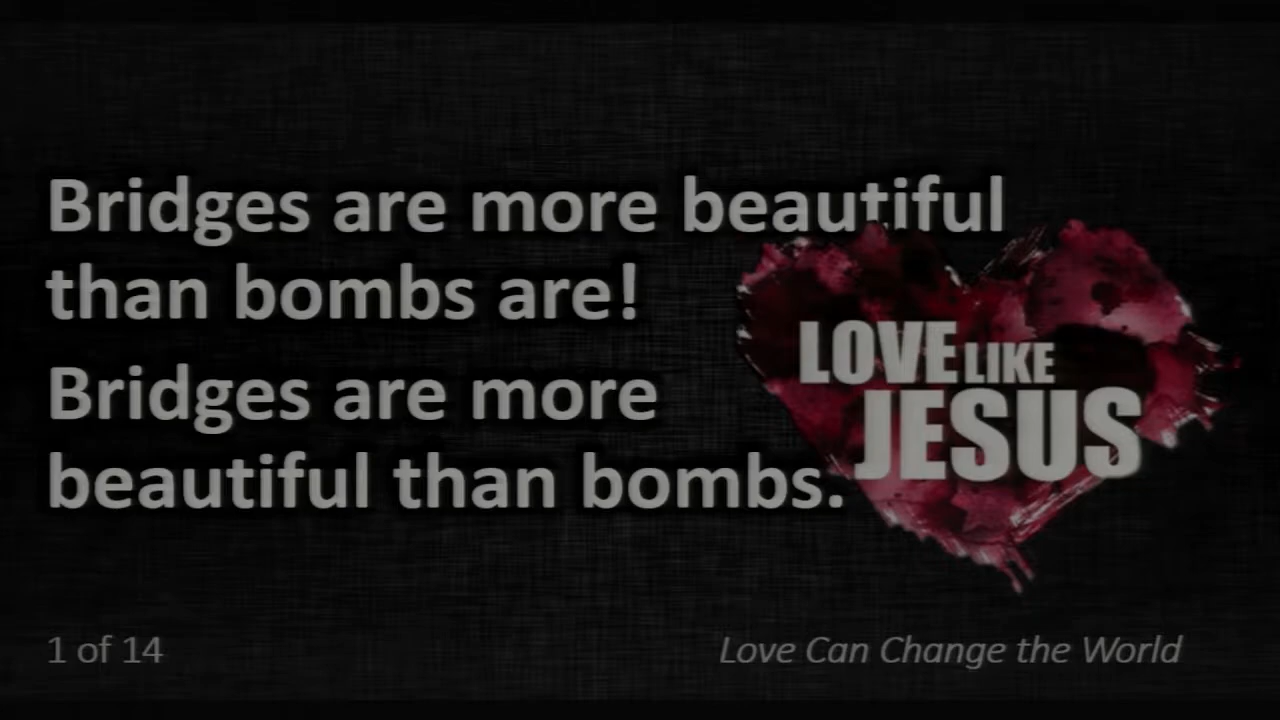 Bridges are more beautiful
than bombs are!
Bridges are more
beautiful than bombs.
LOVE LIKE
JESUS
1 of 14
Love Can Change the World